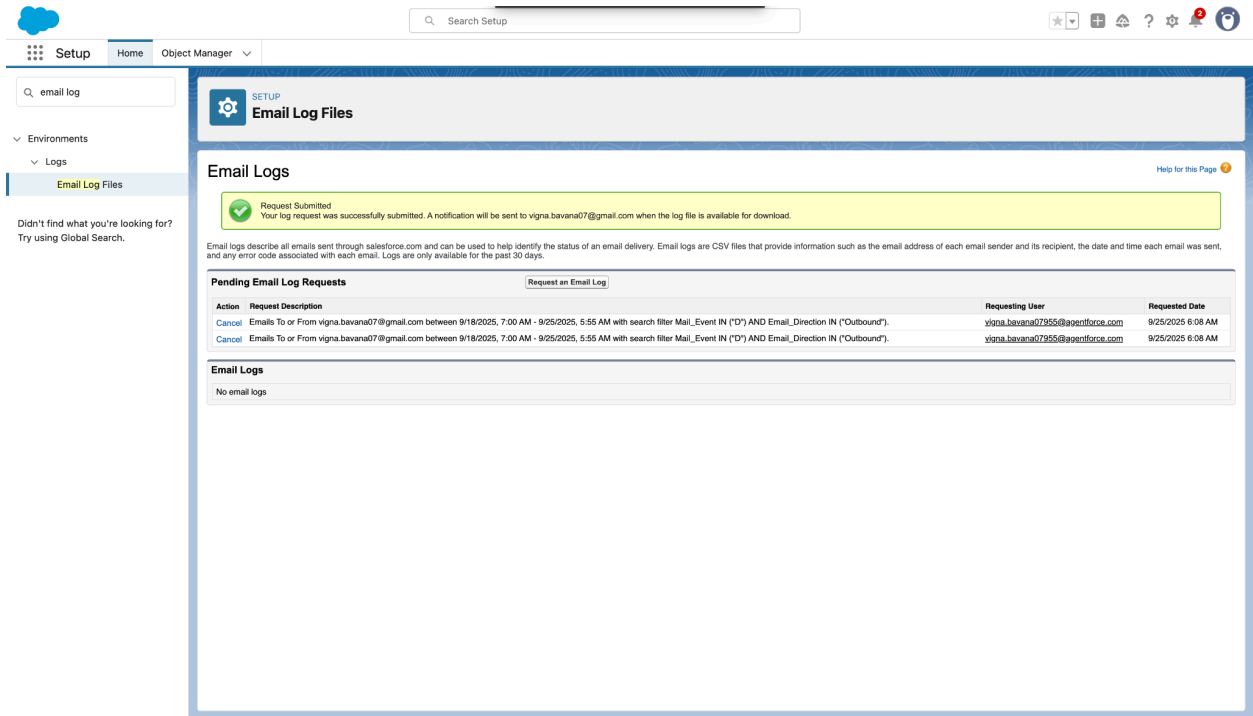 Search Setup
2
Setup
Home
Object Manager
email log
Environments
Logs
Email Log Files
Didn't find what you're looking for?
Try using Global Search.
SETUP
Email Log Files
Email Logs
Help for this Page ?
Request Submitted
Your log request was successfully submitted. A notification will be sent to vigna.bavana07@gmail.com when the log file is available for download.
Email logs describe all emails sent through salesforce.com and can be used to help identify the status of an email delivery. Email logs are CSV files that provide information such as the email address of each email sender and its recipient, the date and time each email was sent,
and any error code associated with each email. Logs are only available for the past 30 days.
Pending Email Log Requests
Request an Email Log
Action Request Description Requesting User Requested Date
Cancel Emails To or From vigna.bavana07@gmail.com between 9/18/2025, 7:00 AM - 9/25/2025, 5:55 AM with search filter Mail_Event IN ("D") AND Email_Direction IN ("Outbound"). vigna.bavana07955@agentforce.com 9/25/2025 6:08 AM
Cancel Emails To or From vigna.bavana07@gmail.com between 9/18/2025, 7:00 AM - 9/25/2025, 5:55 AM with search filter Mail_Event IN ("D") AND Email_Direction IN ("Outbound"). vigna.bavana07955@agentforce.com 9/25/2025 6:08 AM
Email Logs
No email logs